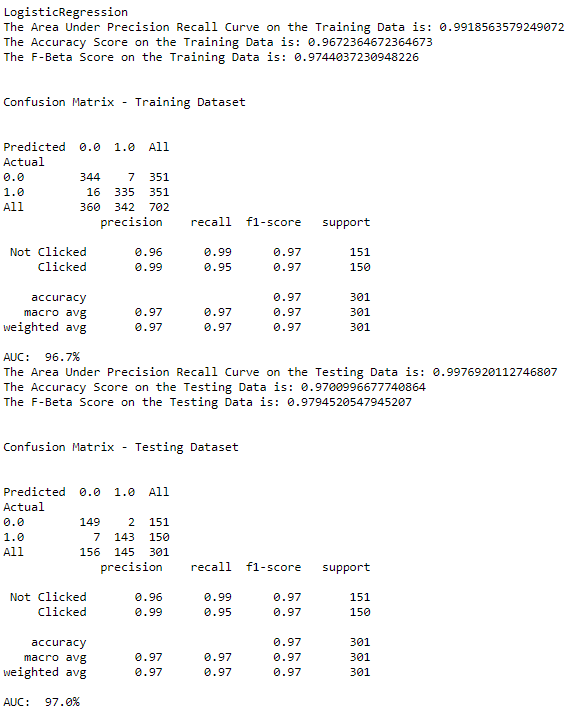 LogisticRegression
The Area Under Precision Recall Curve on the Training Data is: 0.9918563579249072
The Accuracy Score on the Training Data is: 0.9672364672364673
The F-Beta Score on the Training Data is: 0.9744037230948226
Confusion Matrix - Training Dataset
Predicted 0.0 1.0 All
Actual
0.0 344 7 351
1.0 16 335 351
All 360 342 702
precision recall f1-score support
Not Clicked 0.96 0.99 0.97 151
Clicked 0.99 0.95 0.97 150
accuracy 0.97 301
macro avg 0.97 0.97 0.97 301
weighted avg 0.97 0.97 0.97 301
AUC: 96.7%
The Area Under Precision Recall Curve on the Testing Data is: 0.9976920112746807
The Accuracy Score on the Testing Data is: 0.9700996677740864
The F-Beta Score on the Testing Data is: 0.9794520547945207
Confusion Matrix - Testing Dataset
Predicted 0.0 1.0 All
Actual
0.0 149 2 151
1.0 7 143 150
All 156 145 301
precision recall f1-score support
Not Clicked 0.96 0.99 0.97 151
Clicked 0.99 0.95 0.97 150
accuracy 0.97 301
macro avg 0.97 0.97 0.97 301
weighted avg 0.97 0.97 0.97 301
AUC: 97.0%